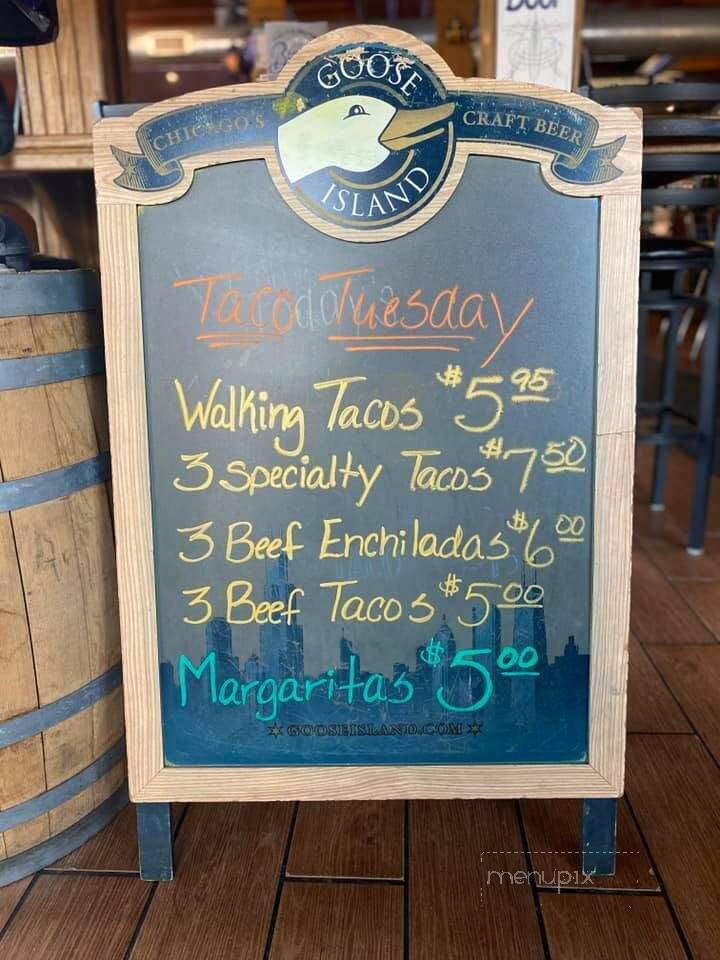 Door
GOOSE
CHICAGO'S CRAFT BEER
ISLAND
Taco Tuesday
Walking Tacos $5.95
3 Specialty Tacos $7.50
3 Beef Enchiladas $6.00
3 Beef Tacos $5.00
Margaritas $5.00
GOOSEISLAND.COM
menupix